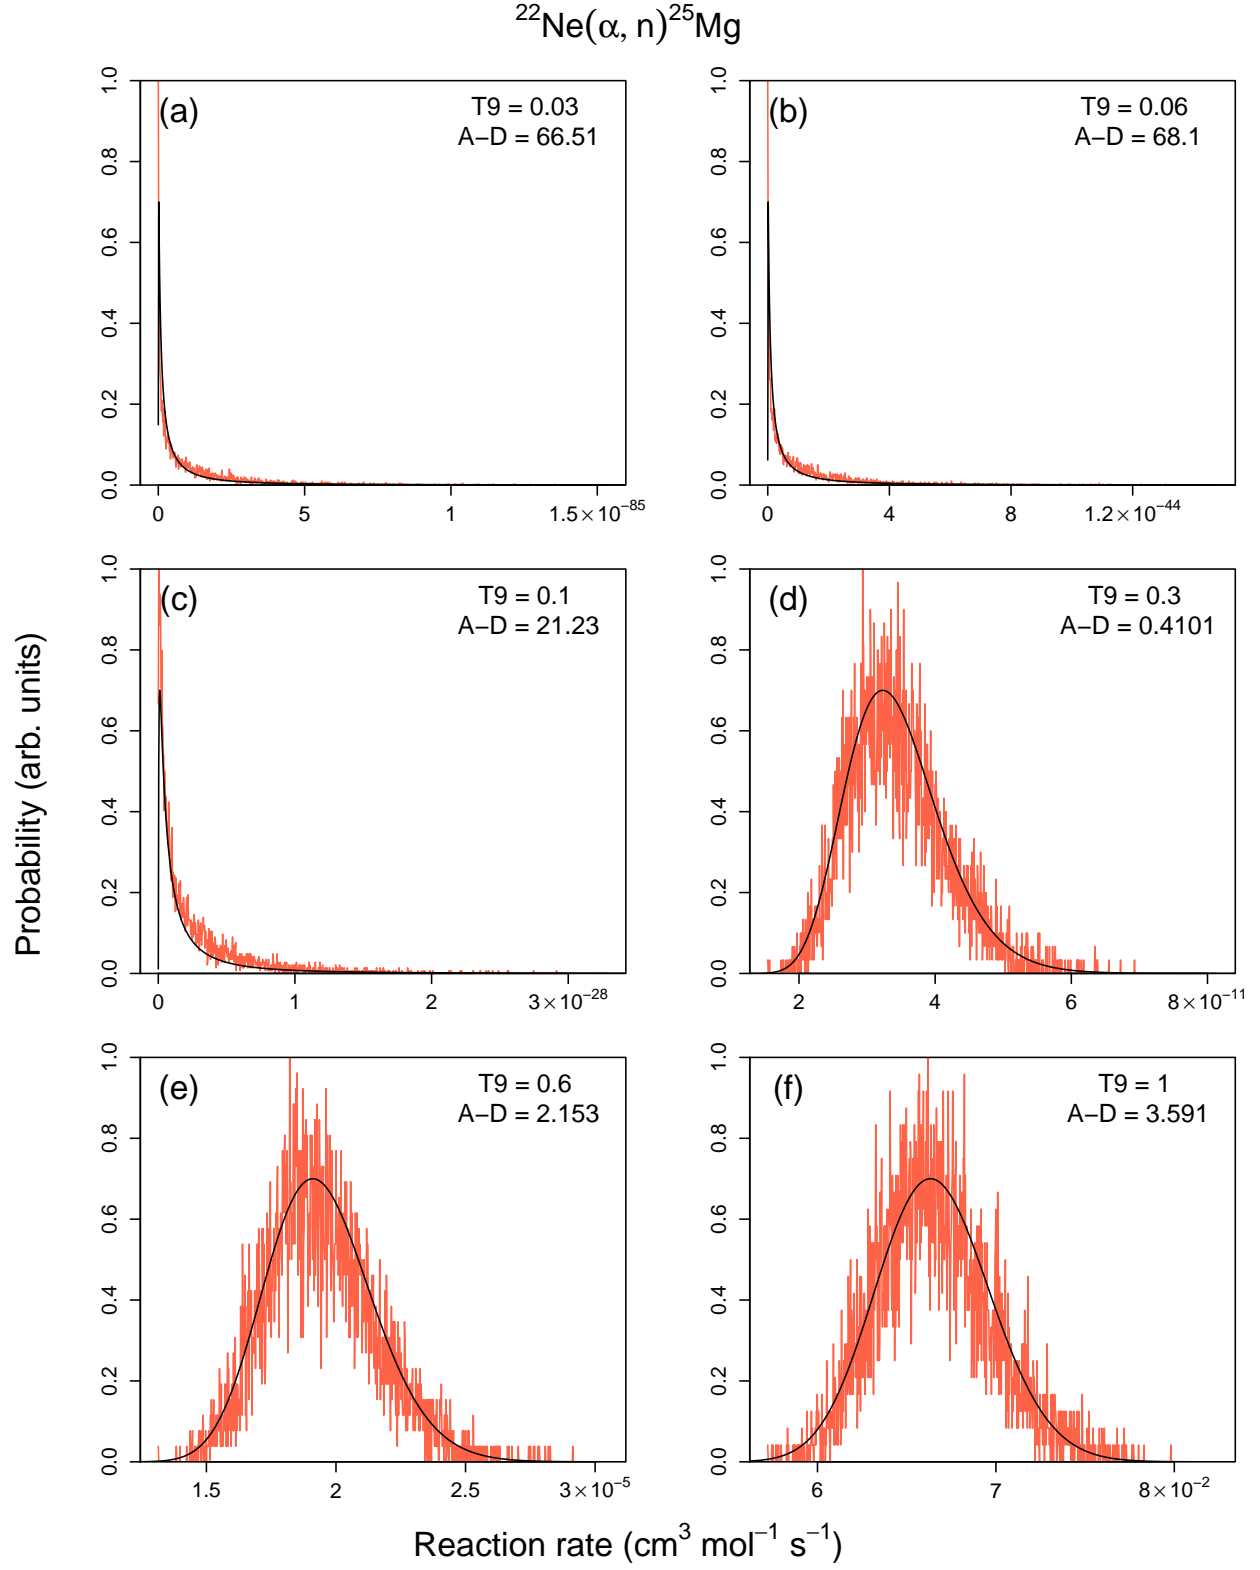 ²²Ne(α, n)²⁵Mg
(a)
T9 = 0.03
A−D = 66.51
0.0 0.2 0.4 0.6 0.8 1.0
0 5 1 1.5×10⁻⁸⁵
(b)
T9 = 0.06
A−D = 68.1
0.0 0.2 0.4 0.6 0.8 1.0
0 4 8 1.2×10⁻⁴⁴
(c)
T9 = 0.1
A−D = 21.23
0.0 0.2 0.4 0.6 0.8 1.0
0 1 2 3×10⁻²⁸
(d)
T9 = 0.3
A−D = 0.4101
0.0 0.2 0.4 0.6 0.8 1.0
2 4 6 8×10⁻¹¹
(e)
T9 = 0.6
A−D = 2.153
0.0 0.2 0.4 0.6 0.8 1.0
1.5 2 2.5 3×10⁻⁵
(f)
T9 = 1
A−D = 3.591
0.0 0.2 0.4 0.6 0.8 1.0
6 7 8×10⁻²
Probability (arb. units)
Reaction rate (cm³ mol⁻¹ s⁻¹)